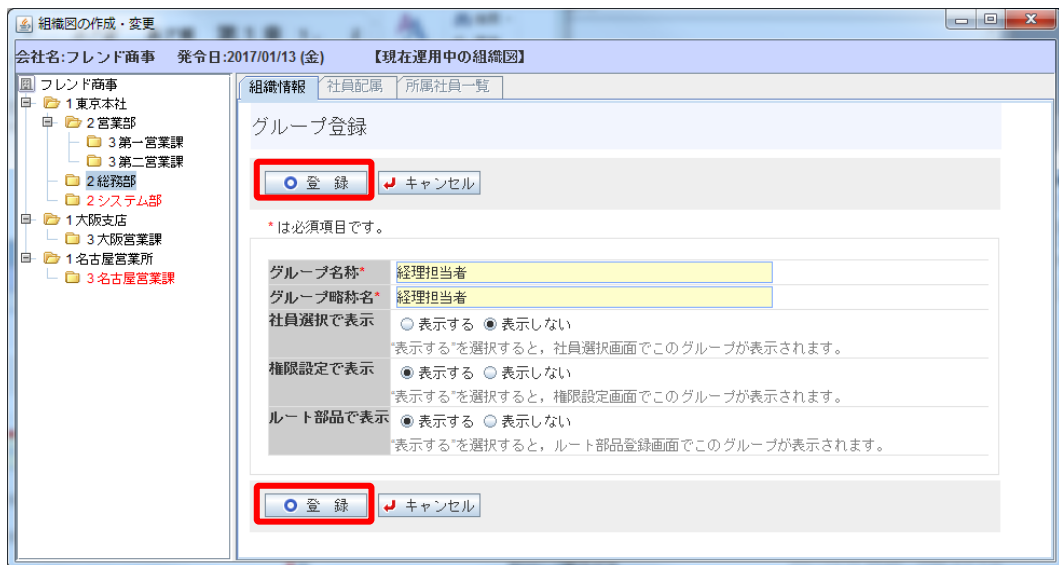 組織図の作成・変更
会社名:フレンド商事　発令日:2017/01/13 (金)　【現在運用中の組織図】
フレンド商事
1 東京本社
2 営業部
3 第一営業課
3 第二営業課
2 総務部
2 システム部
1 大阪支店
3 大阪営業課
1 名古屋営業所
3 名古屋営業課
組織情報　社員配属　所属社員一覧
グループ登録
登 録　キャンセル
* は必須項目です。
グループ名称*　経理担当者
グループ略称名*　経理担当者
社員選択で表示　表示する　表示しない
"表示する"を選択すると，社員選択画面でこのグループが表示されます。
権限設定で表示　表示する　表示しない
"表示する"を選択すると，権限設定画面でこのグループが表示されます。
ルート部品で表示　表示する　表示しない
"表示する"を選択すると，ルート部品登録画面でこのグループが表示されます。
登 録　キャンセル